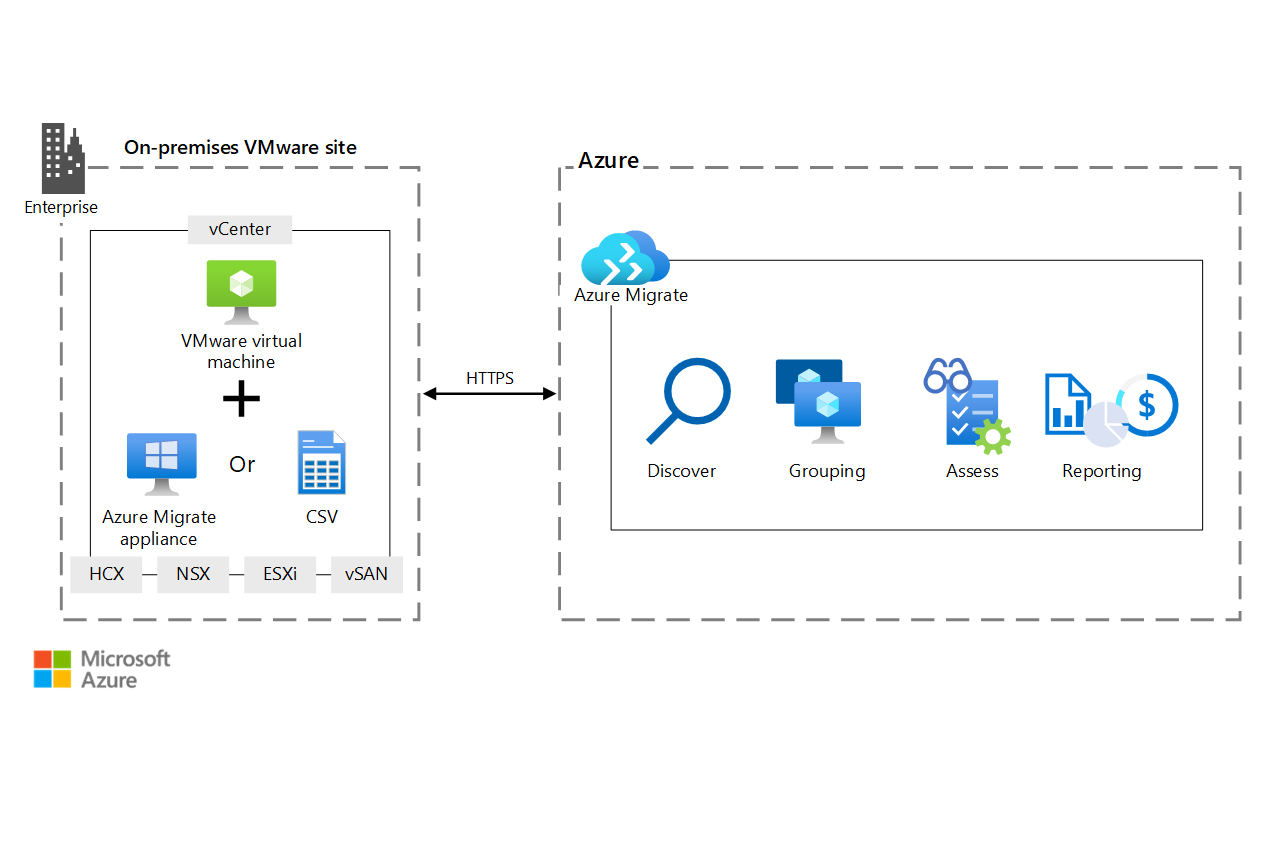 On-premises VMware site
Enterprise
vCenter
VMware virtual
machine
Azure Migrate
appliance
Or
CSV
HCX
NSX
ESXi
vSAN
HTTPS
Azure
Azure Migrate
Discover
Grouping
Assess
$
Reporting
Microsoft
Azure